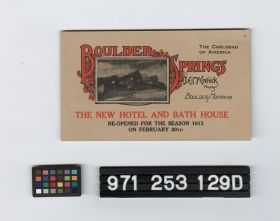 BOULDER
SPRINGS
THE CARLSBAD
OF AMERICA
BOULDER, MONTANA
THE NEW HOTEL AND BATH HOUSE
RE-OPENED FOR THE SEASON 1913
ON FEBRUARY 20TH
971 253 129D